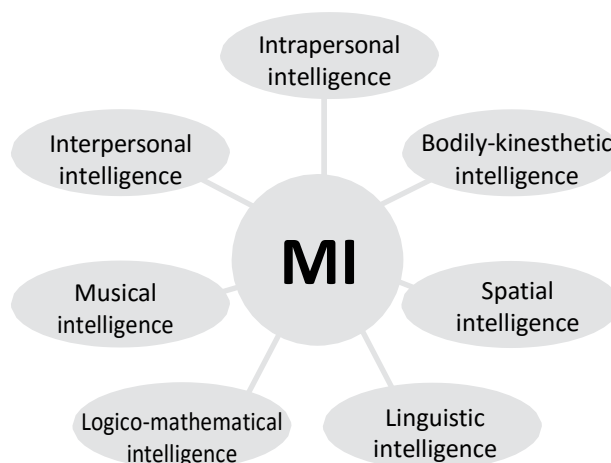 Intrapersonal
intelligence
Interpersonal
intelligence
Bodily-kinesthetic
intelligence
MI
Musical
intelligence
Spatial
intelligence
Logico-mathematical
intelligence
Linguistic
intelligence